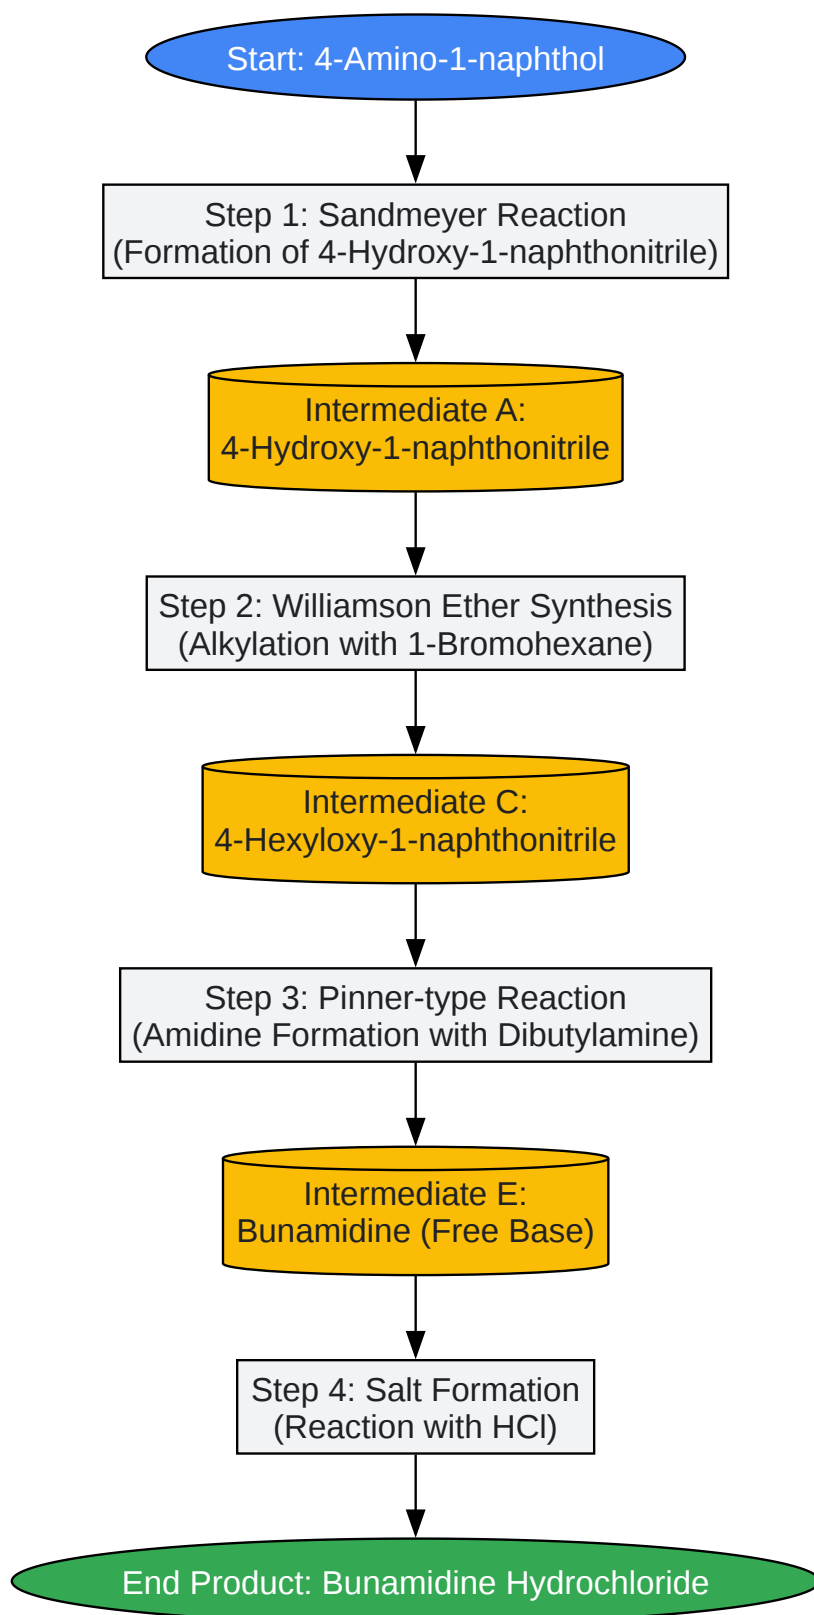 Start: 4-Amino-1-naphthol
Step 1: Sandmeyer Reaction
(Formation of 4-Hydroxy-1-naphthonitrile)
Intermediate A:
4-Hydroxy-1-naphthonitrile
Step 2: Williamson Ether Synthesis
(Alkylation with 1-Bromohexane)
Intermediate C:
4-Hexyloxy-1-naphthonitrile
Step 3: Pinner-type Reaction
(Amidine Formation with Dibutylamine)
Intermediate E:
Bunamidine (Free Base)
Step 4: Salt Formation
(Reaction with HCl)
End Product: Bunamidine Hydrochloride